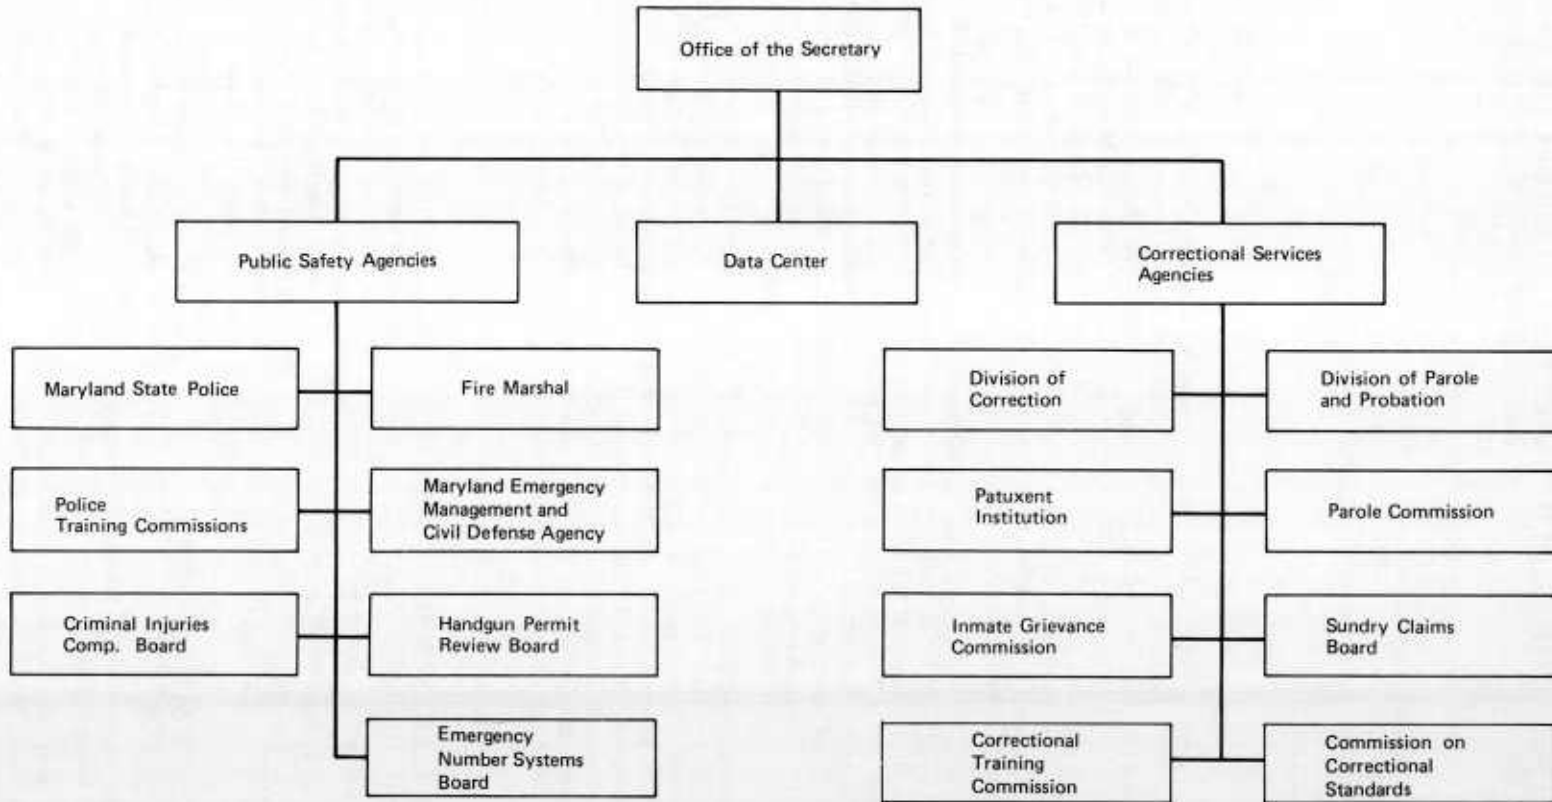 Office of the Secretary
Public Safety Agencies
Data Center
Correctional Services
Agencies
Maryland State Police
Fire Marshal
Division of
Correction
Division of Parole
and Probation
Police
Training Commissions
Maryland Emergency
Management and
Civil Defense Agency
Patuxent
Institution
Parole Commission
Criminal Injuries
Comp. Board
Handgun Permit
Review Board
Inmate Grievance
Commission
Sundry Claims
Board
Emergency
Number Systems
Board
Correctional
Training
Commission
Commission on
Correctional
Standards